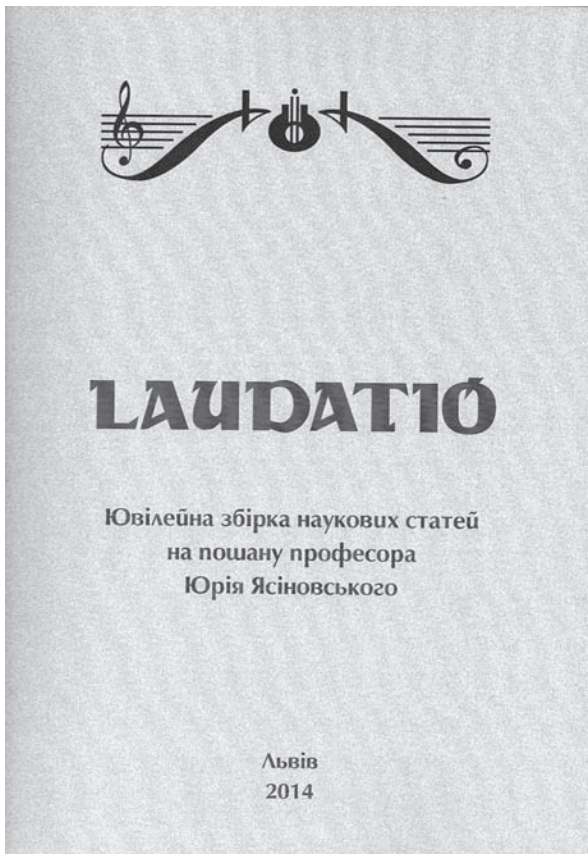 LAUDATIO
Ювілейна збірка наукових статей
на пошану професора
Юрія Ясіновського
Львів
2014